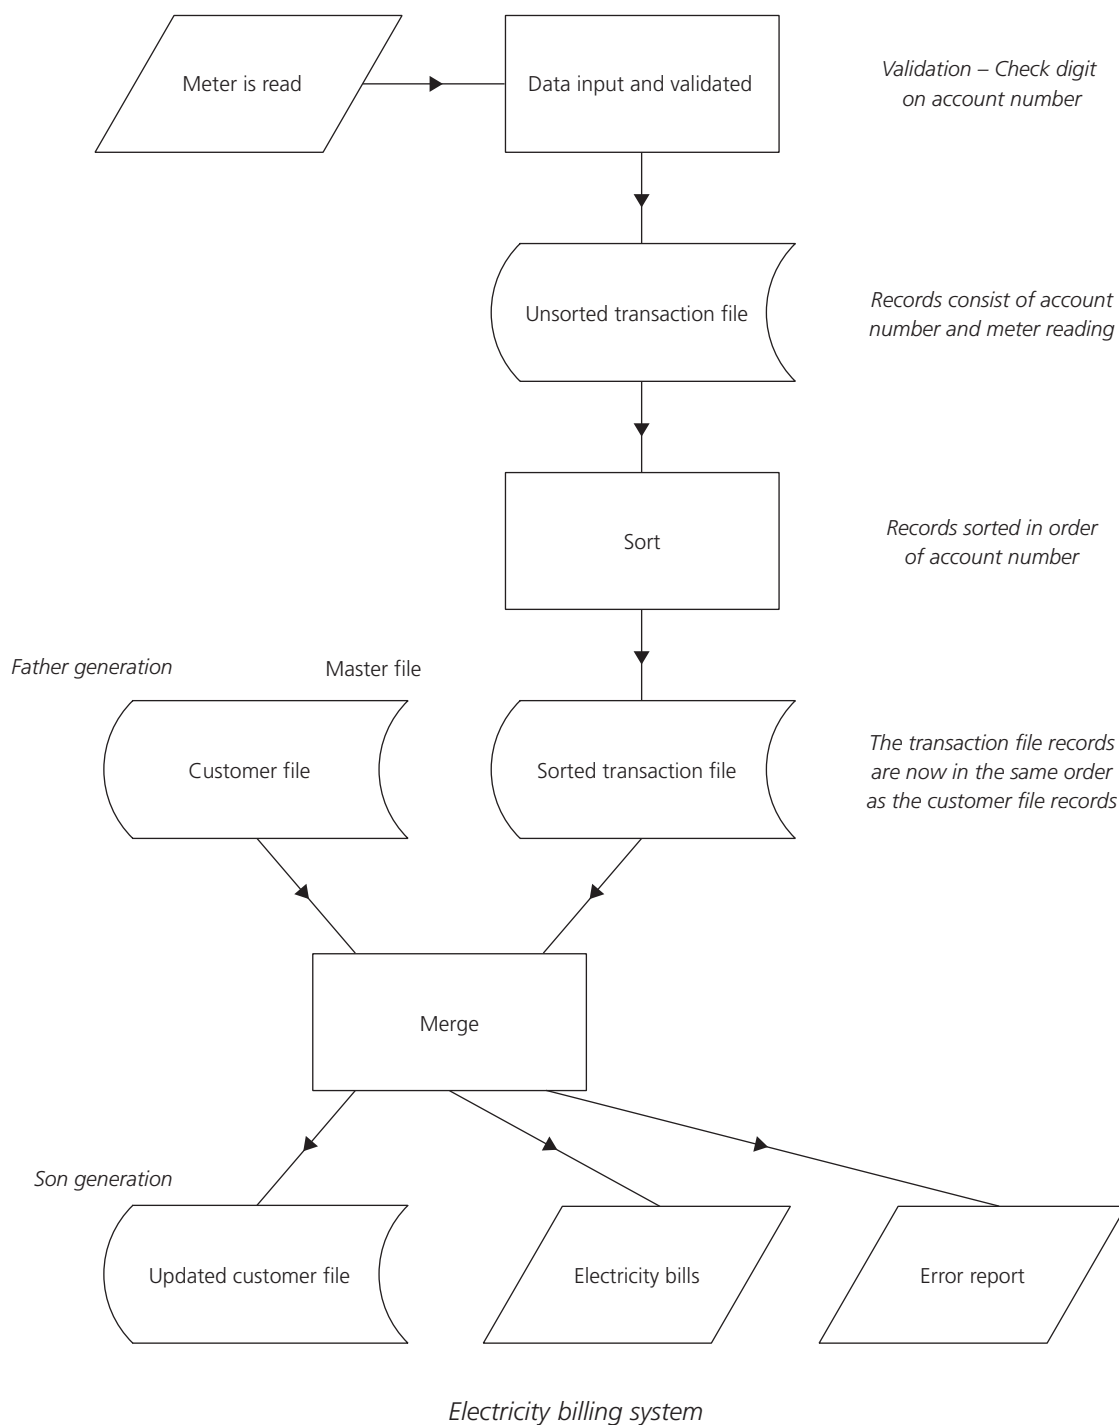 Meter is read
Data input and validated
Validation – Check digit
on account number
Unsorted transaction file
Records consist of account
number and meter reading
Sort
Records sorted in order
of account number
Father generation
Master file
Customer file
Sorted transaction file
The transaction file records
are now in the same order
as the customer file records
Merge
Son generation
Updated customer file
Electricity bills
Error report
Electricity billing system